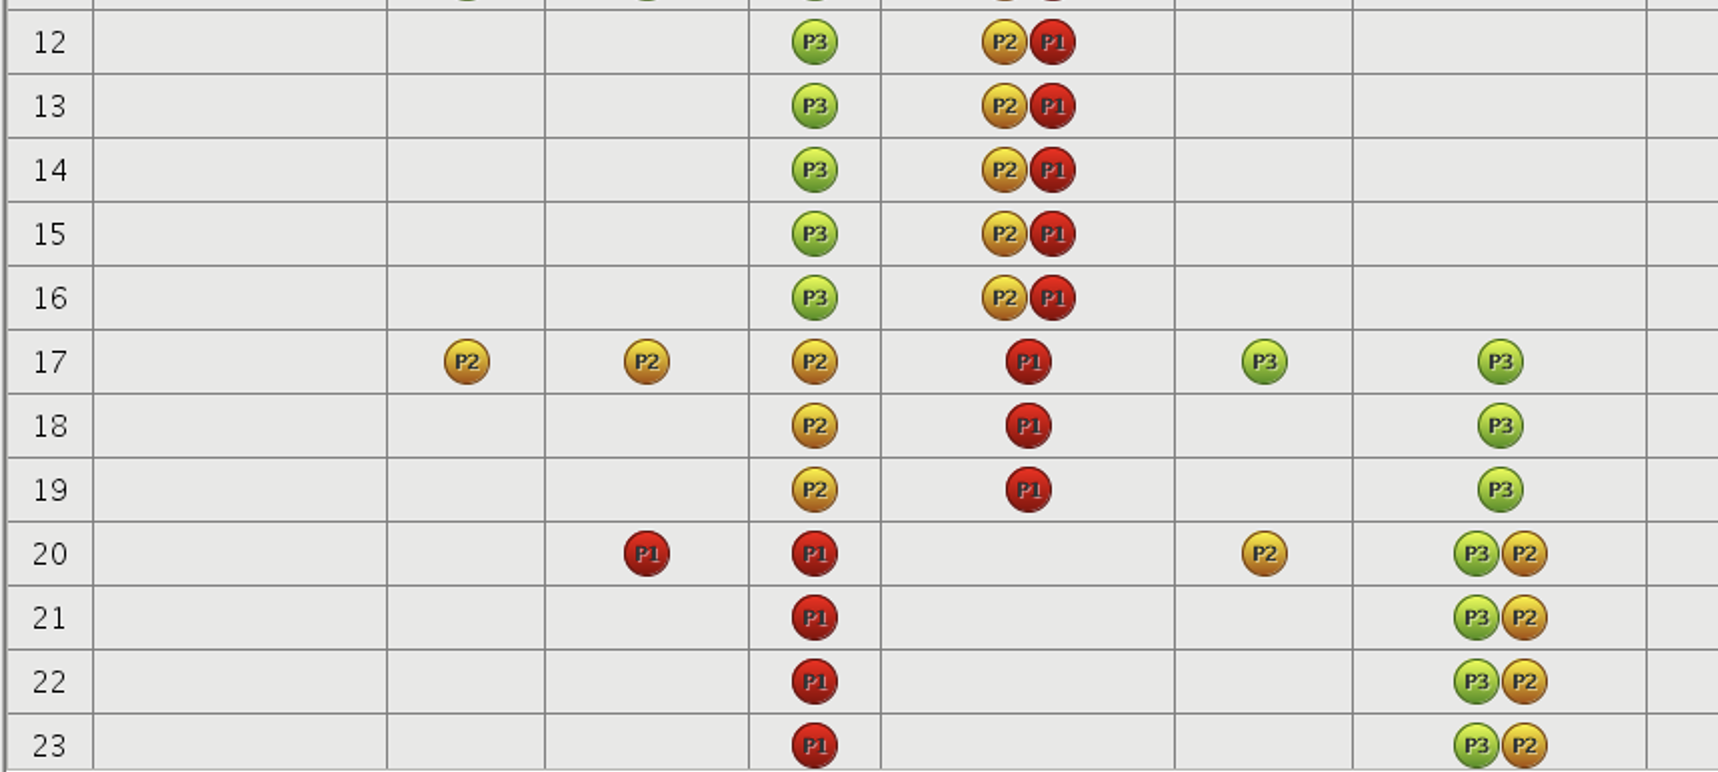 12 P3 P2 P1
13 P3 P2 P1
14 P3 P2 P1
15 P3 P2 P1
16 P3 P2 P1
17 P2 P2 P2 P1 P3 P3
18 P2 P1 P3
19 P2 P1 P3
20 P1 P1 P2 P3 P2
21 P1 P3 P2
22 P1 P3 P2
23 P1 P3 P2